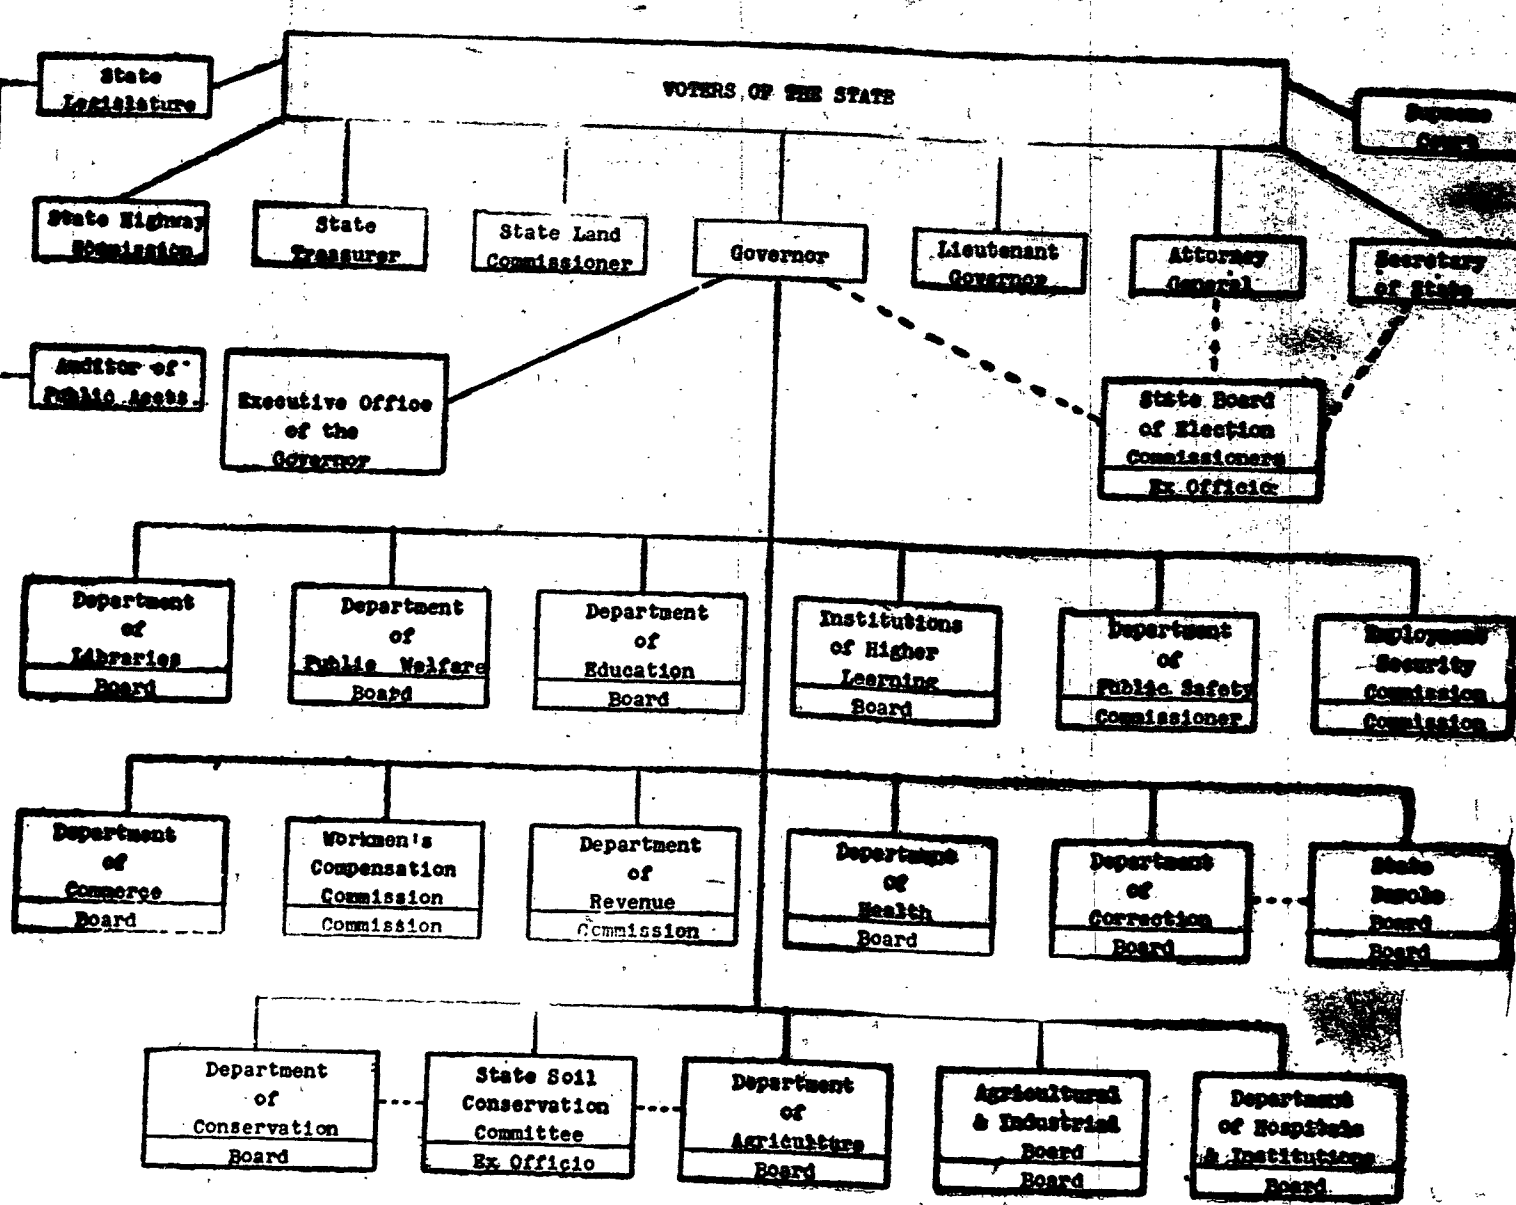 VOTERS OF THE STATE
State
Legislature
Supreme
Court
State Highway
Commission
State
Treasurer
State Land
Commissioner
Governor
Lieutenant
Governor
Attorney
General
Secretary
of State
Auditor of
Public Accts.
Executive Office
of the
Governor
State Board
of Election
Commissioners
Ex Officio
Department
of
Libraries
Board
Department
of
Public Welfare
Board
Department
of
Education
Board
Institutions
of Higher
Learning
Board
Department
of
Public Safety
Commissioner
Employment
Security
Commission
Commission
Department
of
Commerce
Board
Workmen's
Compensation
Commission
Commission
Department
of
Revenue
Commission
Department
of
Health
Board
Department
of
Correction
Board
State
Parole
Board
Board
Department
of
Conservation
Board
State Soil
Conservation
Committee
Ex Officio
Department
of
Agriculture
Board
Agricultural
& Industrial
Board
Board
Department
of Hospitals
& Institutions
Board